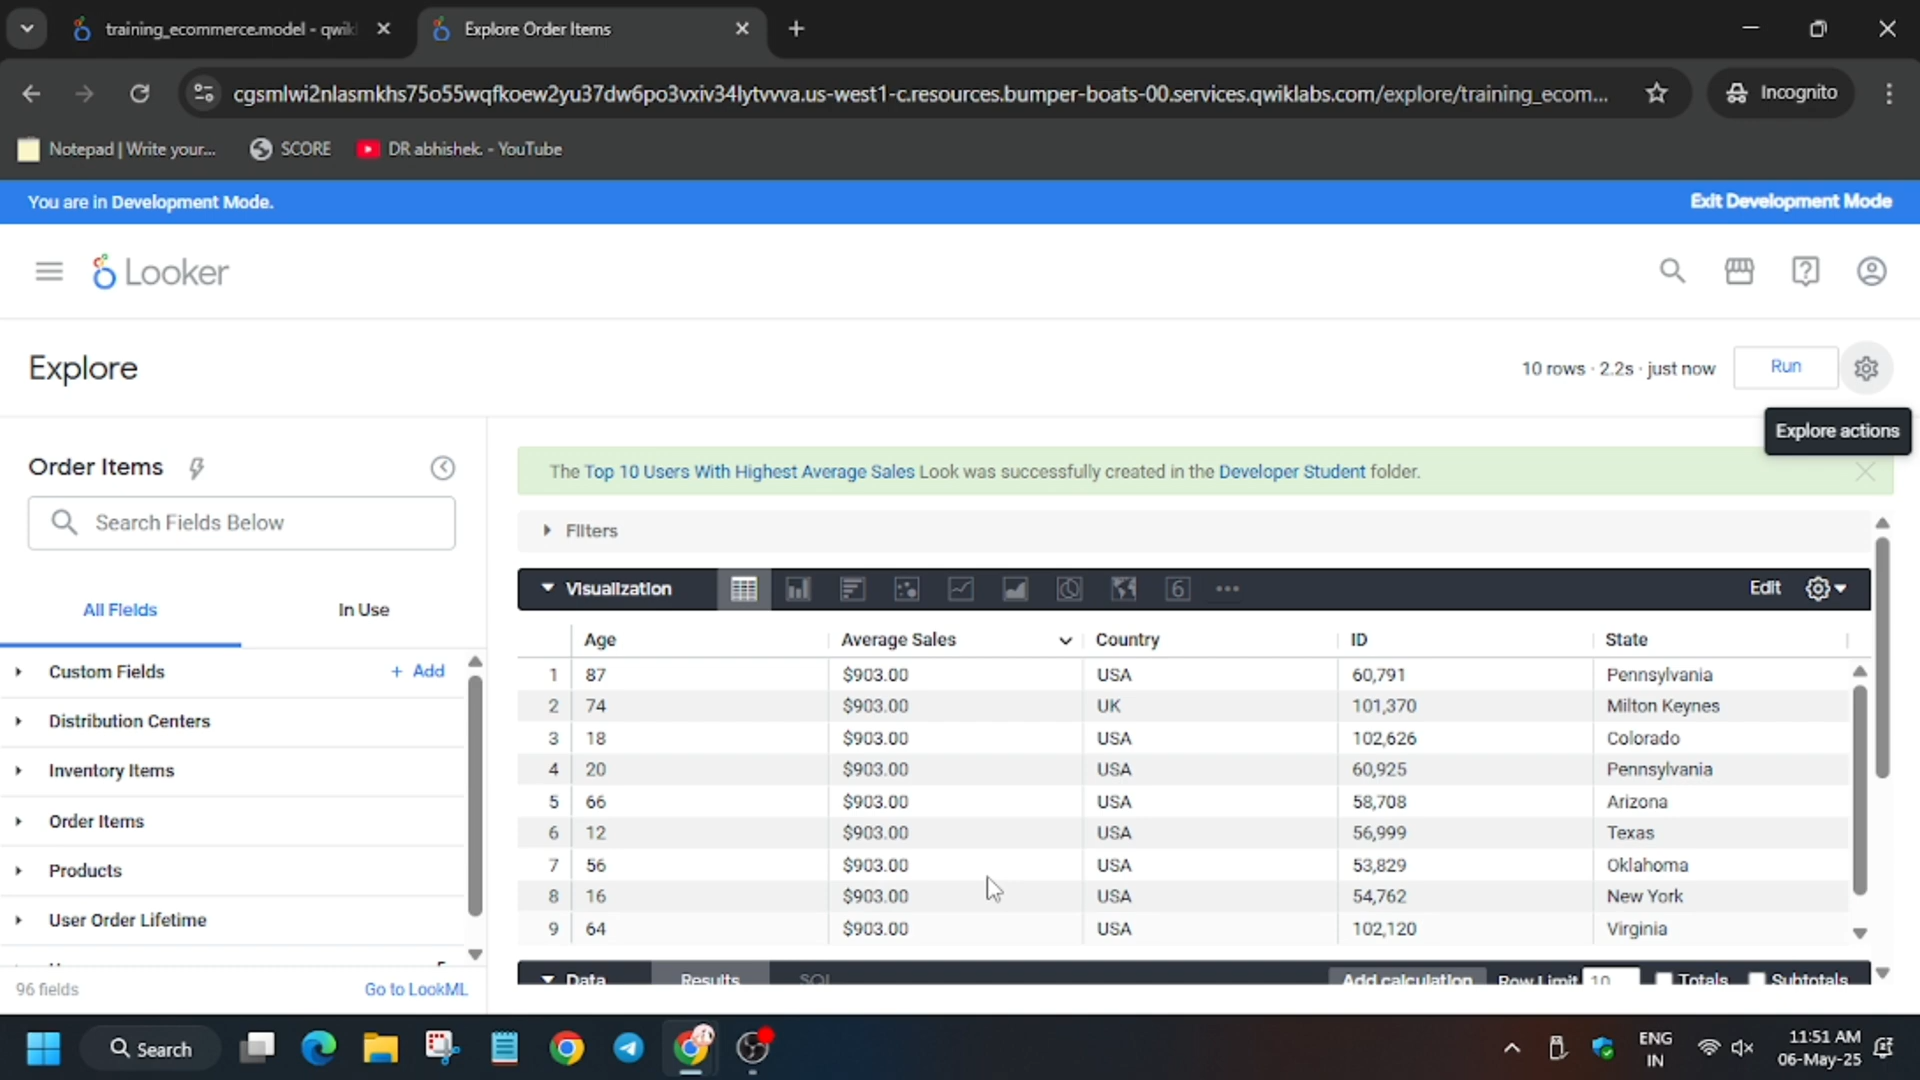 training_ecommerce.model - qwik
Explore Order Items
cgsmlwi2nlasmkhs75o55wqfkoew2yu37dw6po3vxiv34lytvvva.us-west1-c.resources.bumper-boats-00.services.qwiklabs.com/explore/training_ecom...
Incognito
Notepad | Write your...
SCORE
DR abhishek. - YouTube
You are in Development Mode.
Exit Development Mode
Looker
Explore
10 rows · 2.2s · just now
Run
Explore actions
Order Items
The Top 10 Users With Highest Average Sales Look was successfully created in the Developer Student folder.
Search Fields Below
Filters
Visualization
6
Edit
All Fields
In Use
Age Average Sales Country ID State
1 87 $903.00 USA 60,791 Pennsylvania
2 74 $903.00 UK 101,370 Milton Keynes
3 18 $903.00 USA 102,626 Colorado
4 20 $903.00 USA 60,925 Pennsylvania
5 66 $903.00 USA 58,708 Arizona
6 12 $903.00 USA 56,999 Texas
7 56 $903.00 USA 53,829 Oklahoma
8 16 $903.00 USA 54,762 New York
9 64 $903.00 USA 102,120 Virginia
Custom Fields
+ Add
Distribution Centers
Inventory Items
Order Items
Products
User Order Lifetime
96 fields
Go to LookML
Data
Results
SQL
Add calculation
Row Limit 10
Totals
Subtotals
Search
ENG
IN
11:51 AM
06-May-25